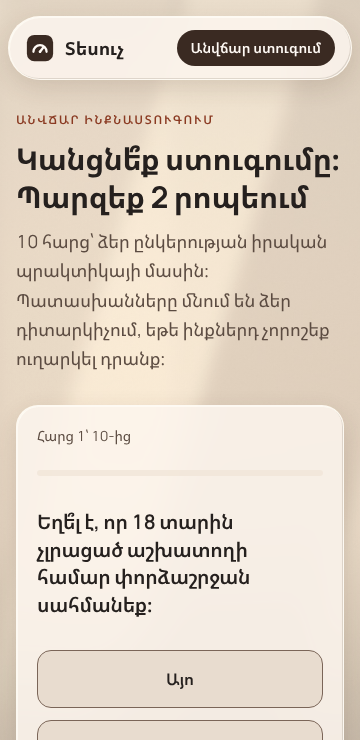 Տեսուչ
Անվճար ստուգում
ԱՆՎՃԱՐ ԻՆՔՆԱՍՏՈՒԳՈՒՄ
Կանցնե՞ք ստուգումը։
Պարզեք 2 րոպեում
10 հարց՝ ձեր ընկերության իրական
պրակտիկայի մասին։
Պատասխանները մնում են ձեր
դիտարկիչում, եթե ինքներդ չորոշեք
ուղարկել դրանք։
Հարց 1՝ 10-ից
Եղե՞լ է, որ 18 տարին
չլրացած աշխատողի
համար փորձաշրջան
սահմանեք։
Այո